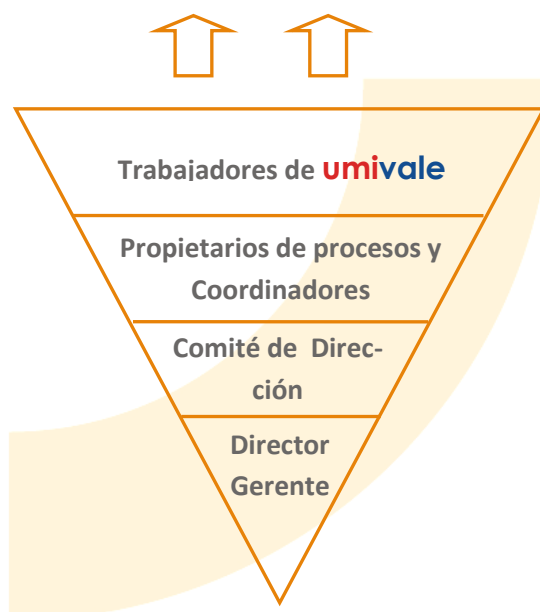 Trabajadores de umivale
Propietarios de procesos y
Coordinadores
Comité de Direc-
ción
Director
Gerente